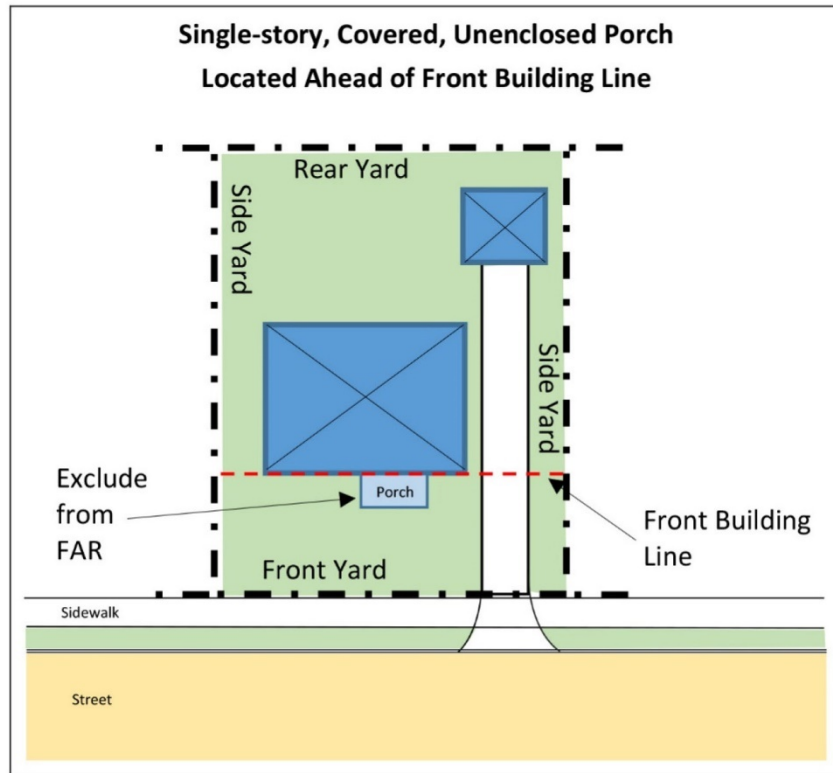 Single-story, Covered, Unenclosed Porch
Located Ahead of Front Building Line
Rear Yard
Side Yard
Side Yard
Exclude
from
FAR
Porch
Front Building
Line
Front Yard
Sidewalk
Street